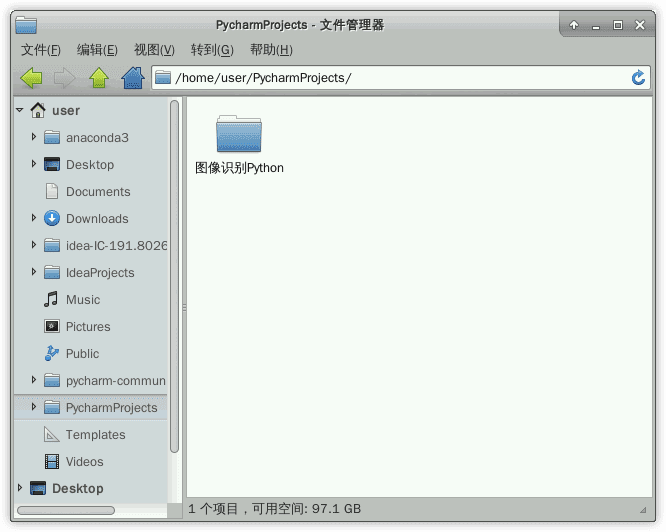 PycharmProjects - 文件管理器
文件(F) 编辑(E) 视图(V) 转到(G) 帮助(H)
/home/user/PycharmProjects/
user
anaconda3
Desktop
Documents
Downloads
idea-IC-191.8026
IdeaProjects
Music
Pictures
Public
pycharm-commun
PycharmProjects
Templates
Videos
Desktop
图像识别Python
1 个项目，可用空间: 97.1 GB